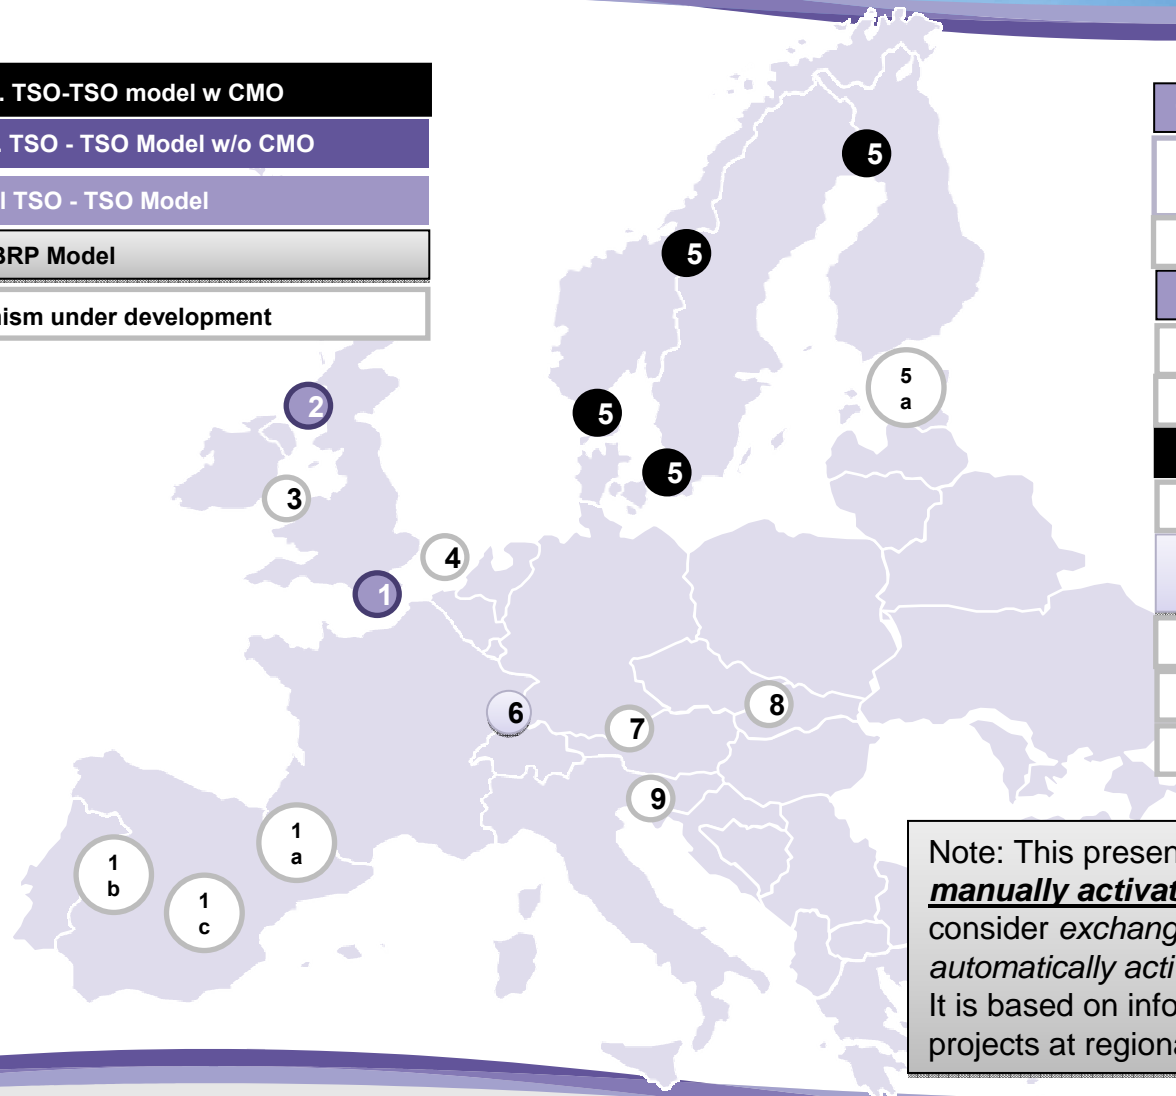 . TSO-TSO model w CMO
. TSO - TSO Model w/o CMO
l TSO - TSO Model
BRP Model
ism under development
5
5
5
a
2
5
5
3
4
1
6
7
8
9
1
a
1
b
1
c
Note: This presen
manually activat
consider exchang
automatically acti
It is based on info
projects at regiona